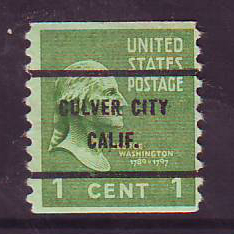 UNITED
STATES
POSTAGE
CULVER CITY
CALIF.
WASHINGTON
1789-1797
1 CENT 1